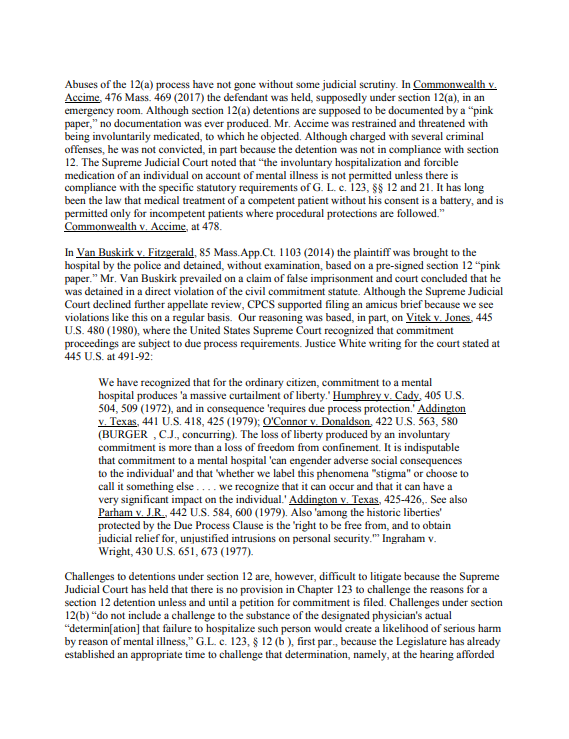 Abuses of the 12(a) process have not gone without some judicial scrutiny. In Commonwealth v.
Accime, 476 Mass. 469 (2017) the defendant was held, supposedly under section 12(a), in an
emergency room. Although section 12(a) detentions are supposed to be documented by a “pink
paper,” no documentation was ever produced. Mr. Accime was restrained and threatened with
being involuntarily medicated, to which he objected. Although charged with several criminal
offenses, he was not convicted, in part because the detention was not in compliance with section
12. The Supreme Judicial Court noted that “the involuntary hospitalization and forcible
medication of an individual on account of mental illness is not permitted unless there is
compliance with the specific statutory requirements of G. L. c. 123, §§ 12 and 21. It has long
been the law that medical treatment of a competent patient without his consent is a battery, and is
permitted only for incompetent patients where procedural protections are followed.”
Commonwealth v. Accime, at 478.
In Van Buskirk v. Fitzgerald, 85 Mass.App.Ct. 1103 (2014) the plaintiff was brought to the
hospital by the police and detained, without examination, based on a pre-signed section 12 “pink
paper.” Mr. Van Buskirk prevailed on a claim of false imprisonment and court concluded that he
was detained in a direct violation of the civil commitment statute. Although the Supreme Judicial
Court declined further appellate review, CPCS supported filing an amicus brief because we see
violations like this on a regular basis.  Our reasoning was based, in part, on Vitek v. Jones, 445
U.S. 480 (1980), where the United States Supreme Court recognized that commitment
proceedings are subject to due process requirements. Justice White writing for the court stated at
445 U.S. at 491-92:
We have recognized that for the ordinary citizen, commitment to a mental
hospital produces 'a massive curtailment of liberty.' Humphrey v. Cady, 405 U.S.
504, 509 (1972), and in consequence 'requires due process protection.' Addington
v. Texas, 441 U.S. 418, 425 (1979); O'Connor v. Donaldson, 422 U.S. 563, 580
(BURGER , C.J., concurring). The loss of liberty produced by an involuntary
commitment is more than a loss of freedom from confinement. It is indisputable
that commitment to a mental hospital 'can engender adverse social consequences
to the individual' and that 'whether we label this phenomena "stigma" or choose to
call it something else . . . . we recognize that it can occur and that it can have a
very significant impact on the individual.' Addington v. Texas, 425-426,. See also
Parham v. J.R., 442 U.S. 584, 600 (1979). Also 'among the historic liberties'
protected by the Due Process Clause is the 'right to be free from, and to obtain
judicial relief for, unjustified intrusions on personal security.'” Ingraham v.
Wright, 430 U.S. 651, 673 (1977).
Challenges to detentions under section 12 are, however, difficult to litigate because the Supreme
Judicial Court has held that there is no provision in Chapter 123 to challenge the reasons for a
section 12 detention unless and until a petition for commitment is filed. Challenges under section
12(b) “do not include a challenge to the substance of the designated physician's actual
“determin[ation] that failure to hospitalize such person would create a likelihood of serious harm
by reason of mental illness,” G.L. c. 123, § 12 (b ), first par., because the Legislature has already
established an appropriate time to challenge that determination, namely, at the hearing afforded